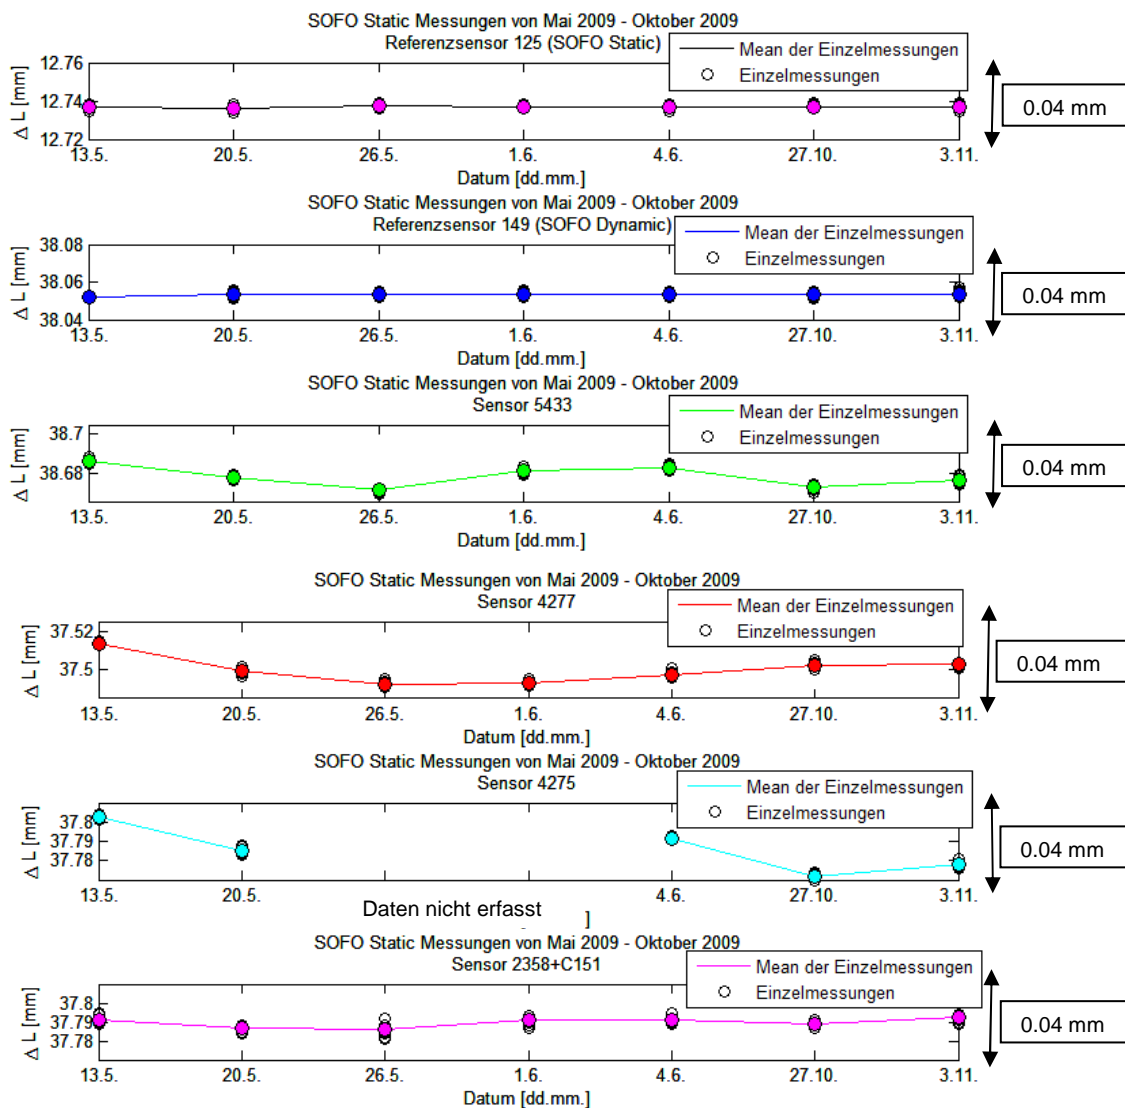 SOFO Static Messungen von Mai 2009 - Oktober 2009
Referenzsensor 125 (SOFO Static)
Mean der Einzelmessungen
Einzelmessungen
Δ L [mm]
12.76
12.74
12.72
13.5. 20.5. 26.5. 1.6. 4.6. 27.10. 3.11.
Datum [dd.mm.]
0.04 mm
SOFO Static Messungen von Mai 2009 - Oktober 2009
Referenzsensor 149 (SOFO Dynamic)
Mean der Einzelmessungen
Einzelmessungen
Δ L [mm]
38.08
38.06
38.04
13.5. 20.5. 26.5. 1.6. 4.6. 27.10. 3.11.
Datum [dd.mm.]
0.04 mm
SOFO Static Messungen von Mai 2009 - Oktober 2009
Sensor 5433
Mean der Einzelmessungen
Einzelmessungen
Δ L [mm]
38.7
38.68
13.5. 20.5. 26.5. 1.6. 4.6. 27.10. 3.11.
Datum [dd.mm.]
0.04 mm
SOFO Static Messungen von Mai 2009 - Oktober 2009
Sensor 4277
Mean der Einzelmessungen
Einzelmessungen
Δ L [mm]
37.52
37.5
13.5. 20.5. 26.5. 1.6. 4.6. 27.10. 3.11.
Datum [dd.mm.]
0.04 mm
SOFO Static Messungen von Mai 2009 - Oktober 2009
Sensor 4275
Mean der Einzelmessungen
Einzelmessungen
Δ L [mm]
37.8
37.79
37.78
13.5. 20.5. 4.6. 27.10. 3.11.
Daten nicht erfasst
]
0.04 mm
SOFO Static Messungen von Mai 2009 - Oktober 2009
Sensor 2358+C151
Mean der Einzelmessungen
Einzelmessungen
Δ L [mm]
37.8
37.79
37.78
13.5. 20.5. 26.5. 1.6. 4.6. 27.10. 3.11.
Datum [dd.mm.]
0.04 mm